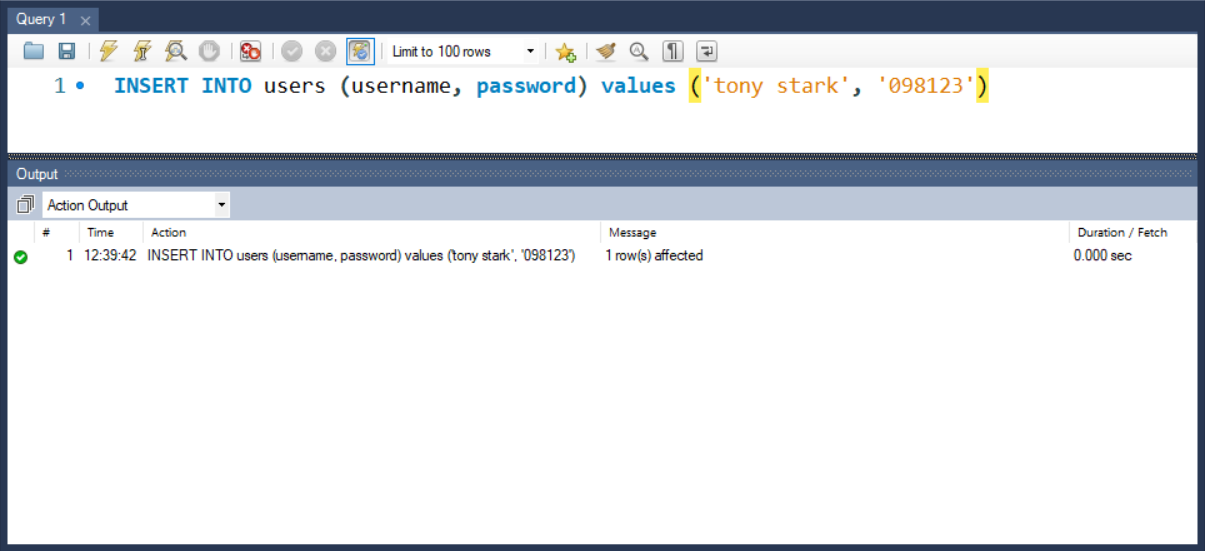 Query 1
Limit to 100 rows
1 INSERT INTO users (username, password) values ('tony stark', '098123')
Output
Action Output
# Time Action Message Duration / Fetch
1 12:39:42 INSERT INTO users (username, password) values ('tony stark', '098123') 1 row(s) affected 0.000 sec